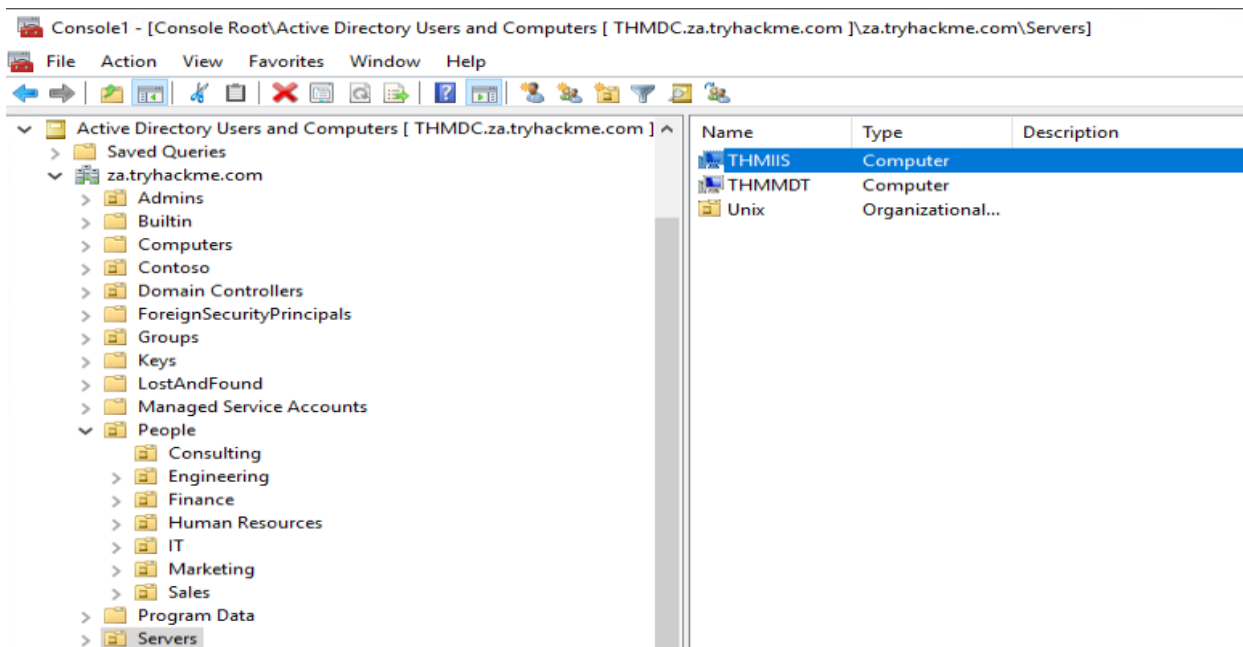 Console1 - [Console Root\Active Directory Users and Computers [ THMDC.za.tryhackme.com ]\za.tryhackme.com\Servers]
File Action View Favorites Window Help
Active Directory Users and Computers [ THMDC.za.tryhackme.com ]
Saved Queries
za.tryhackme.com
Admins
Builtin
Computers
Contoso
Domain Controllers
ForeignSecurityPrincipals
Groups
Keys
LostAndFound
Managed Service Accounts
People
Consulting
Engineering
Finance
Human Resources
IT
Marketing
Sales
Program Data
Servers
Name Type Description
THMIIS Computer
THMMDT Computer
Unix Organizational...